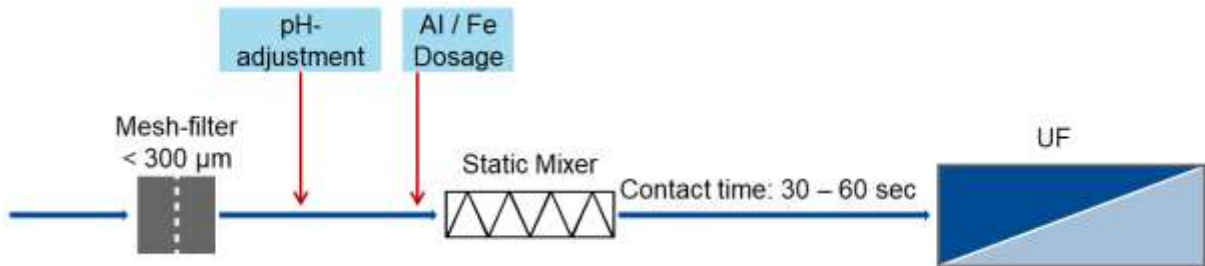 pH-
adjustment
Al / Fe
Dosage
Mesh-filter
< 300 µm
Static Mixer
Contact time: 30 – 60 sec
UF